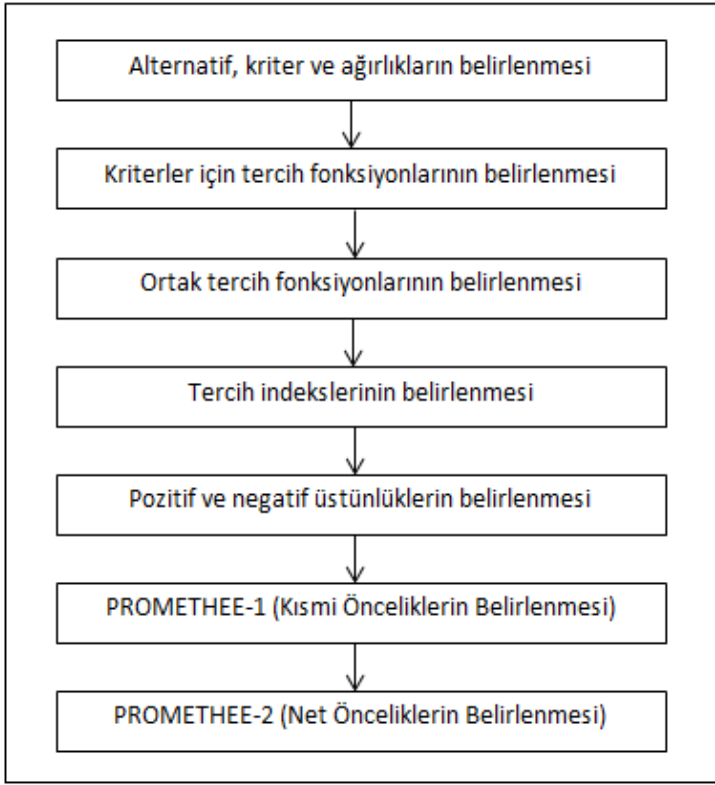 Alternatif, kriter ve ağırlıkların belirlenmesi
Kriterler için tercih fonksiyonlarının belirlenmesi
Ortak tercih fonksiyonlarının belirlenmesi
Tercih indekslerinin belirlenmesi
Pozitif ve negatif üstünlüklerin belirlenmesi
PROMETHEE-1 (Kısmi Önceliklerin Belirlenmesi)
PROMETHEE-2 (Net Önceliklerin Belirlenmesi)